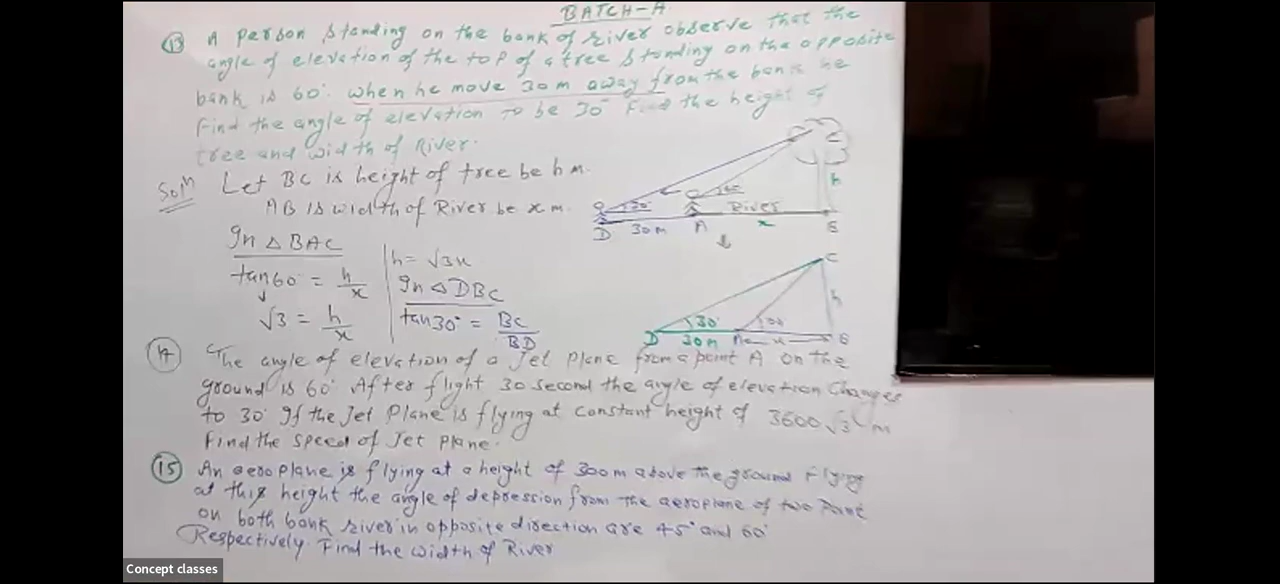 BATCH-A
13 A person standing on the bank of river observe that the
angle of elevation of the top of a tree standing on the opposite
bank is 60° when he move 30 m away from the bank he
find the angle of elevation to be 30° Find the height of
tree and width of River.
Solⁿ Let BC is height of tree be h m.
AB is width of River be x m.
C
h
60°
30°
River
D 30m A x B
In △ BAC
tan60° = h/x
√3 = h/x
h = √3x
In △ DBC
tan30° = BC/BD
C
h
30° 60°
D 30m A x B
14 The angle of elevation of a Jet plane from a point A on the
ground is 60° After flight 30 second the angle of elevation changes
to 30° If the Jet Plane is flying at constant height of 3600√3 m
Find the speed of Jet plane.
15 An aeroplane is flying at a height of 300 m above the ground Flying
at this height the angle of depression from the aeroplane of two Point
on both bank river in opposite direction are 45° and 60°
Respectively. Find the width of River
Concept classes